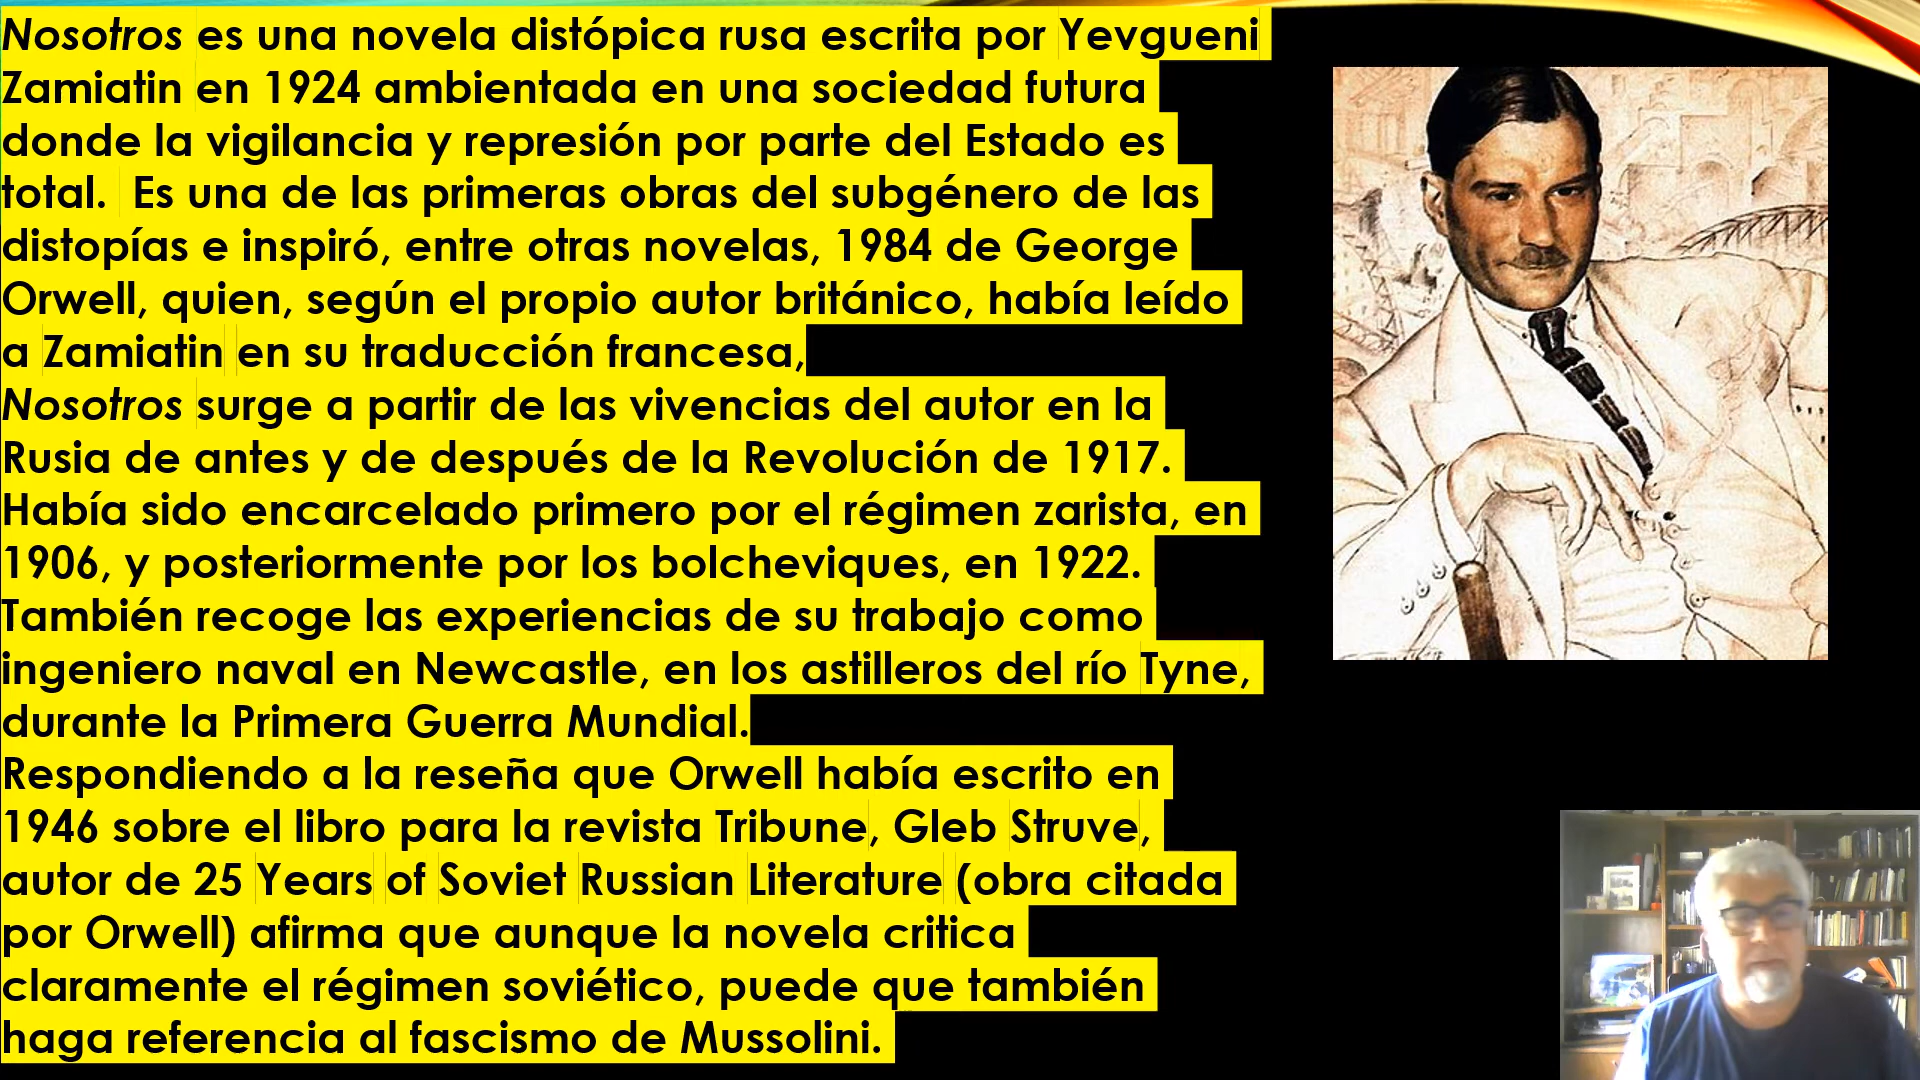 Nosotros es una novela distópica rusa escrita por Yevgueni
Zamiatin en 1924 ambientada en una sociedad futura
donde la vigilancia y represión por parte del Estado es
total.  Es una de las primeras obras del subgénero de las
distopías e inspiró, entre otras novelas, 1984 de George
Orwell, quien, según el propio autor británico, había leído
a Zamiatin en su traducción francesa,
Nosotros surge a partir de las vivencias del autor en la
Rusia de antes y de después de la Revolución de 1917.
Había sido encarcelado primero por el régimen zarista, en
1906, y posteriormente por los bolcheviques, en 1922.
También recoge las experiencias de su trabajo como
ingeniero naval en Newcastle, en los astilleros del río Tyne,
durante la Primera Guerra Mundial.
Respondiendo a la reseña que Orwell había escrito en
1946 sobre el libro para la revista Tribune, Gleb Struve,
autor de 25 Years of Soviet Russian Literature (obra citada
por Orwell) afirma que aunque la novela critica
claramente el régimen soviético, puede que también
haga referencia al fascismo de Mussolini.